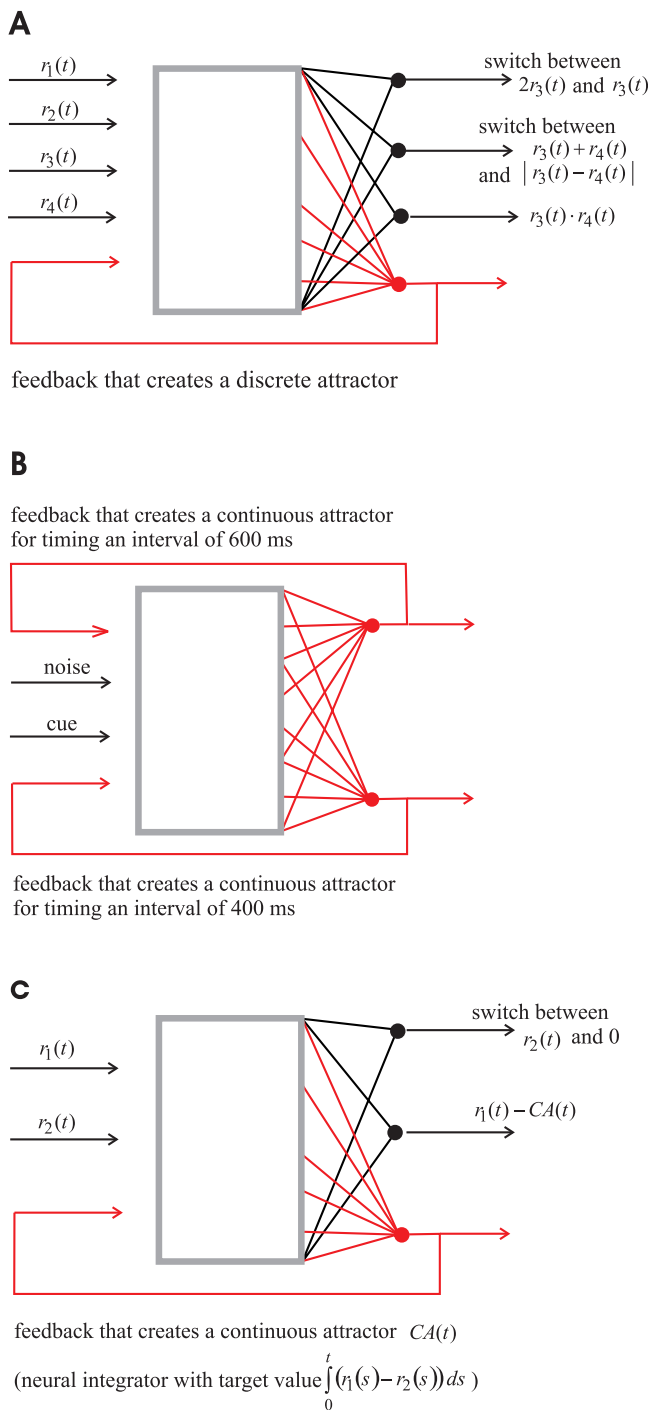 A
r₁(t)
r₂(t)
r₃(t)
r₄(t)
switch between
2r₃(t) and r₃(t)
switch between
r₃(t) + r₄(t)
and |r₃(t) − r₄(t)|
r₃(t) · r₄(t)
feedback that creates a discrete attractor
B
feedback that creates a continuous attractor
for timing an interval of 600 ms
noise
cue
feedback that creates a continuous attractor
for timing an interval of 400 ms
C
r₁(t)
r₂(t)
switch between
r₂(t) and 0
r₁(t) − CA(t)
feedback that creates a continuous attractor CA(t)
(neural integrator with target value ∫₀ᵗ(r₁(s) − r₂(s)) ds )